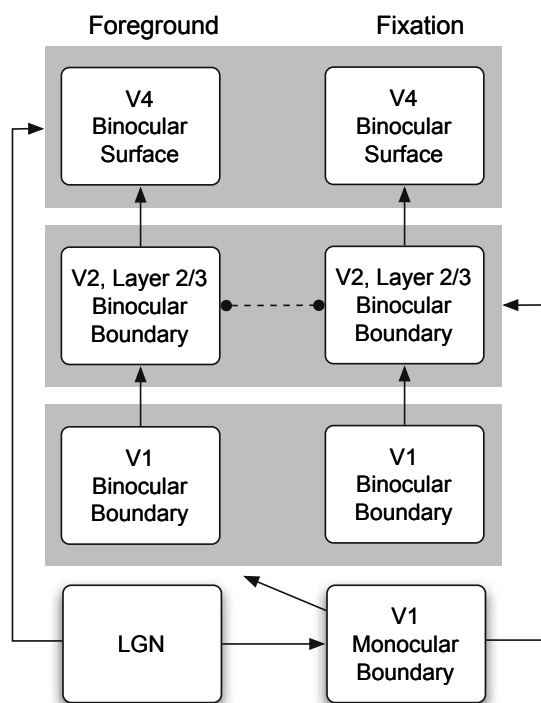 Foreground
Fixation
V4
Binocular
Surface
V4
Binocular
Surface
V2, Layer 2/3
Binocular
Boundary
V2, Layer 2/3
Binocular
Boundary
V1
Binocular
Boundary
V1
Binocular
Boundary
LGN
V1
Monocular
Boundary